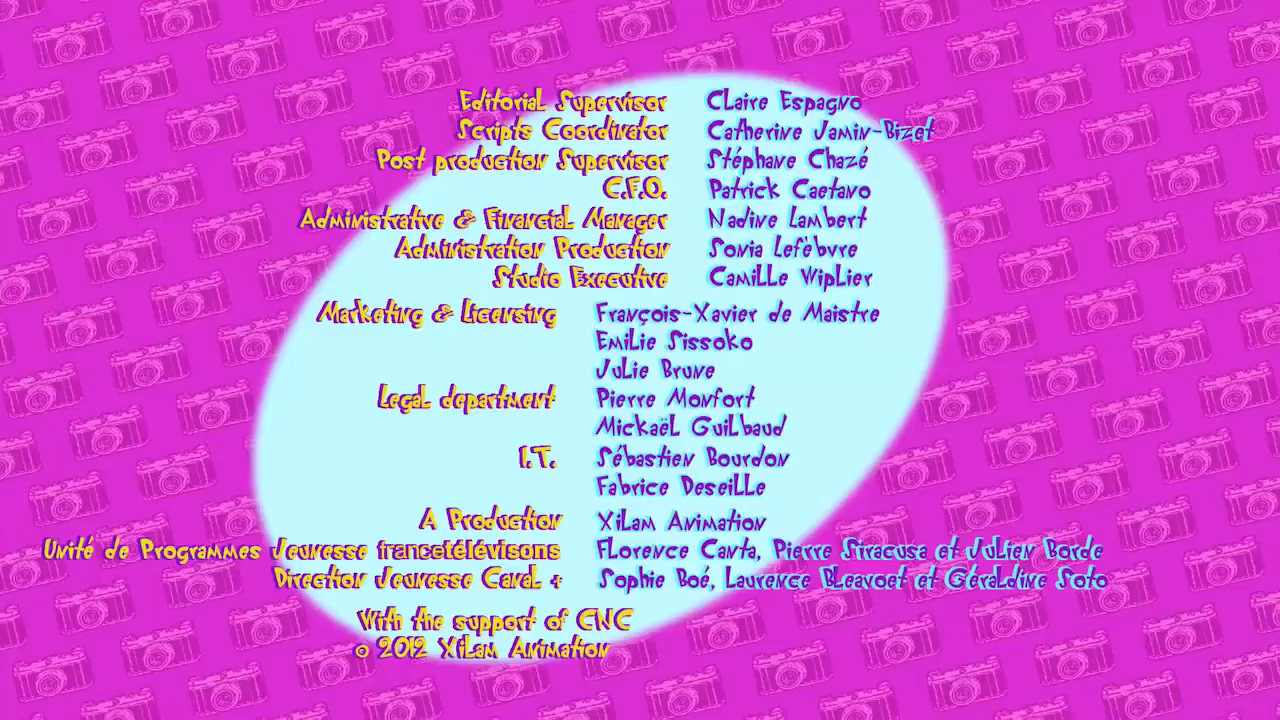 Editorial Supervisor Claire Espagno
Scripts Coordinator Catherine Jamin-Bizet
Post production Supervisor Stéphane Chazé
C.F.O. Patrick Caetano
Administrative & Financial Manager Nadine Lambert
Administration Production Sonia Lefèbvre
Studio Executive Camille Wiplier
Marketing & Licensing François-Xavier de Maistre
Emilie Sissoko
Julie Brune
Legal department Pierre Monfort
Mickaël Guilbaud
I.T. Sébastien Bourdon
Fabrice Deseille
A Production Xilam Animation
Unité de Programmes Jeunesse francetélévisons Florence Canta, Pierre Siracusa et Julien Borde
Direction Jeunesse Canal + Sophie Boé, Laurence Bleavoet et Géraldine Soto
With the support of CNC
© 2012 Xilam Animation